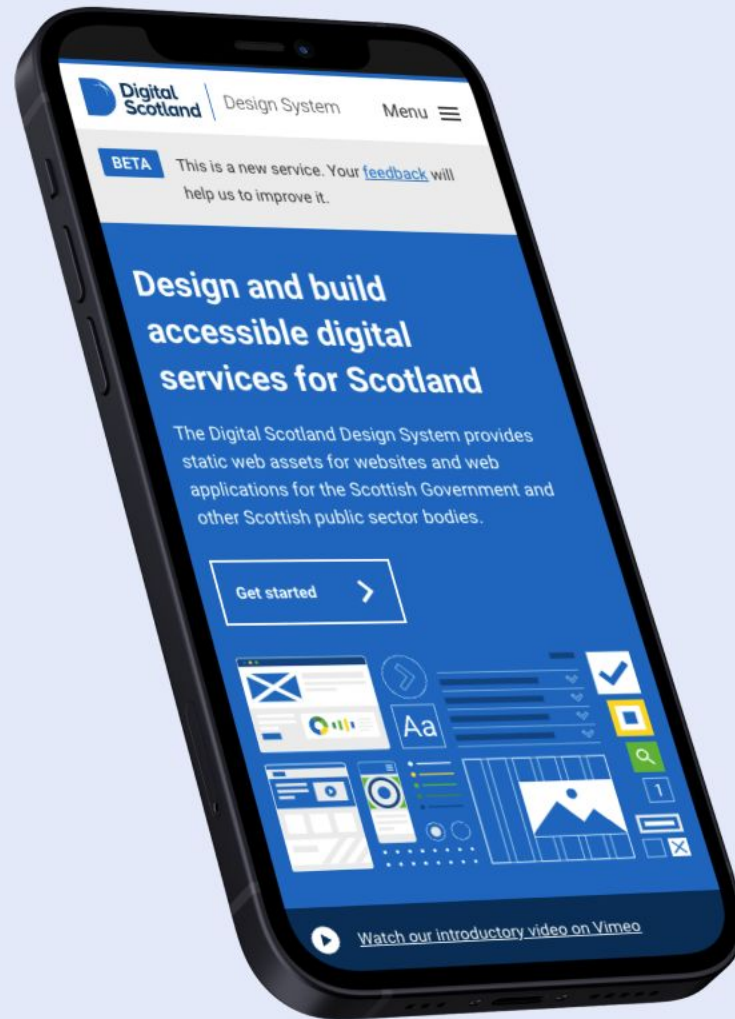 Digital
Scotland
Design System
Menu
BETA
This is a new service. Your feedback will
help us to improve it.
Design and build
accessible digital
services for Scotland
The Digital Scotland Design System provides
static web assets for websites and web
applications for the Scottish Government and
other Scottish public sector bodies.
Get started
Aa
1
Watch our introductory video on Vimeo